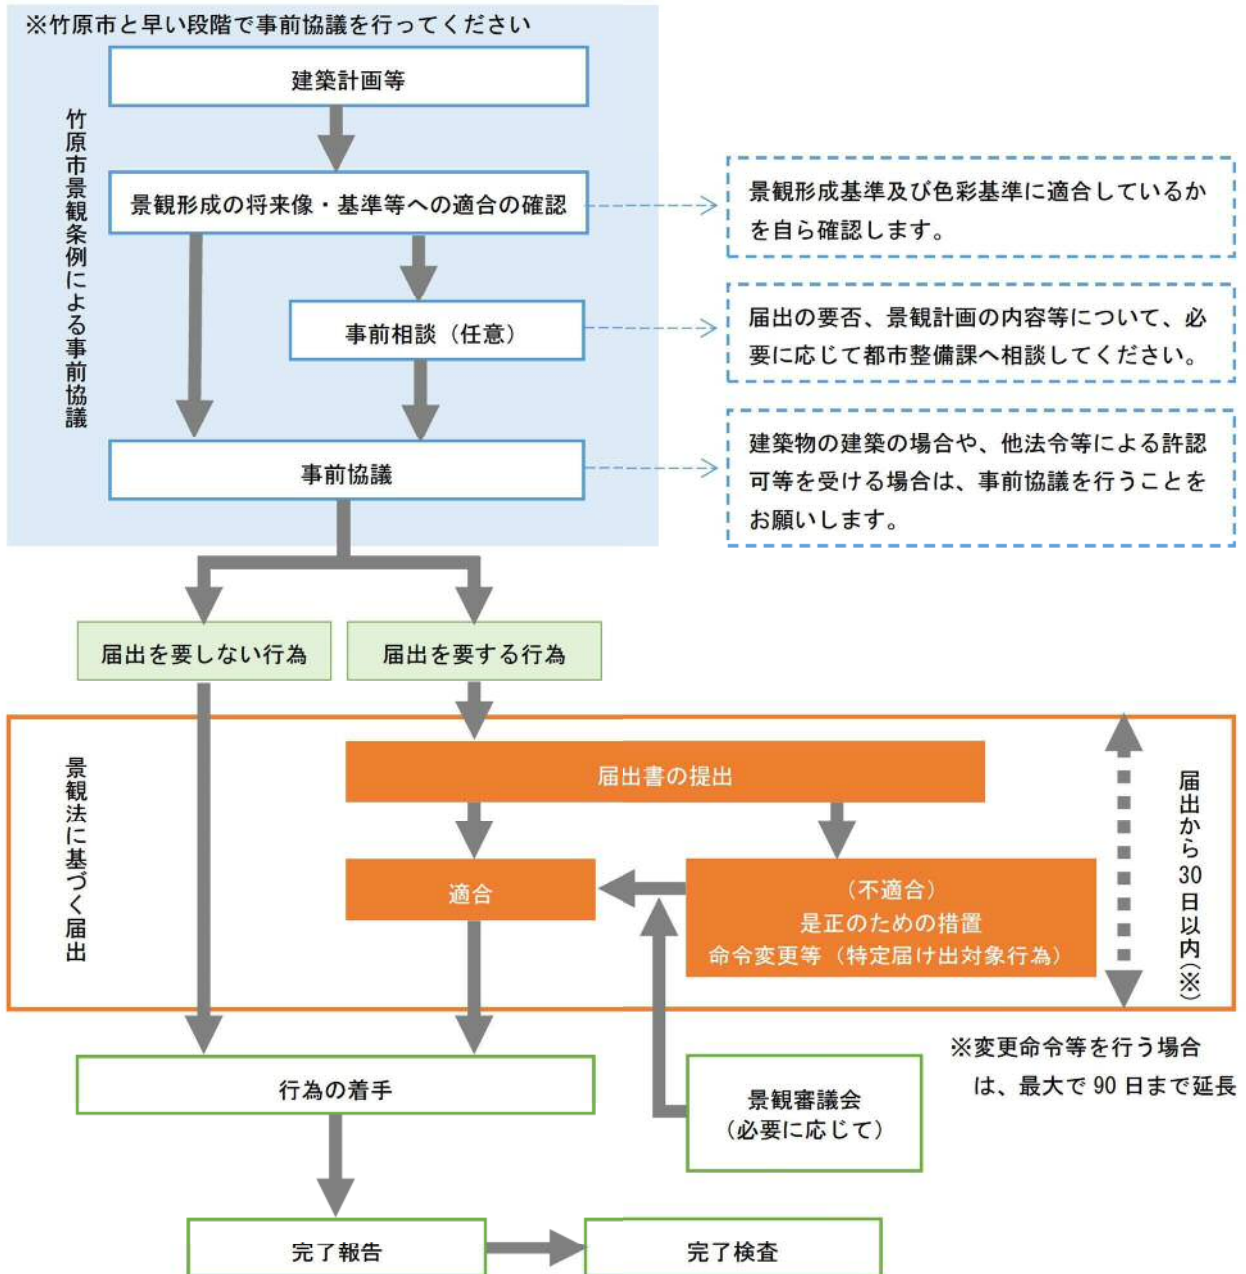 ※竹原市と早い段階で事前協議を行ってください
建築計画等
竹原市景観条例による事前協議
景観形成の将来像・基準等への適合の確認
景観形成基準及び色彩基準に適合しているか
を自ら確認します。
事前相談（任意）
届出の要否、景観計画の内容等について、必
要に応じて都市整備課へ相談してください。
事前協議
建築物の建築の場合や、他法令等による許認
可等を受ける場合は、事前協議を行うことを
お願いします。
届出を要しない行為
届出を要する行為
景観法に基づく届出
届出書の提出
適合
（不適合）
是正のための措置
命令変更等（特定届け出対象行為）
届出から30日以内(※)
※変更命令等を行う場合
は、最大で 90 日まで延長
行為の着手
景観審議会
（必要に応じて）
完了報告
完了検査